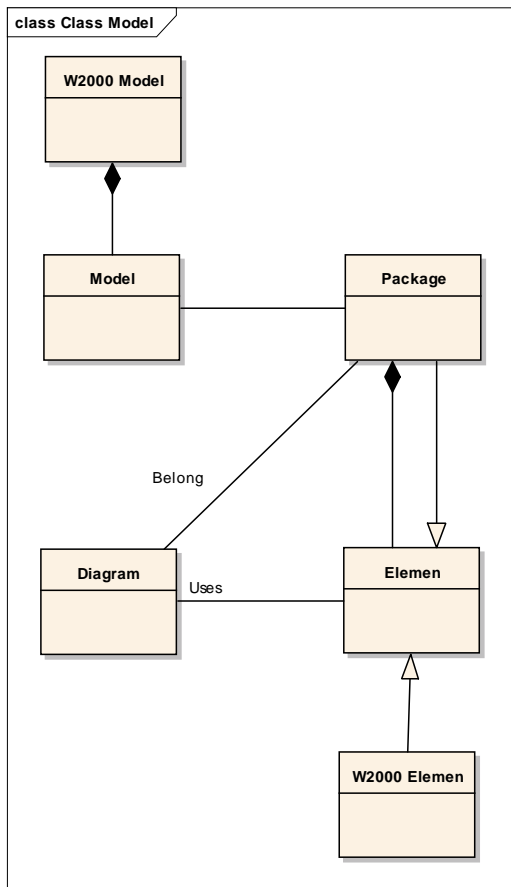 class Class Model
W2000 Model
Model
Package
Belong
Diagram
Uses
Elemen
W2000 Elemen